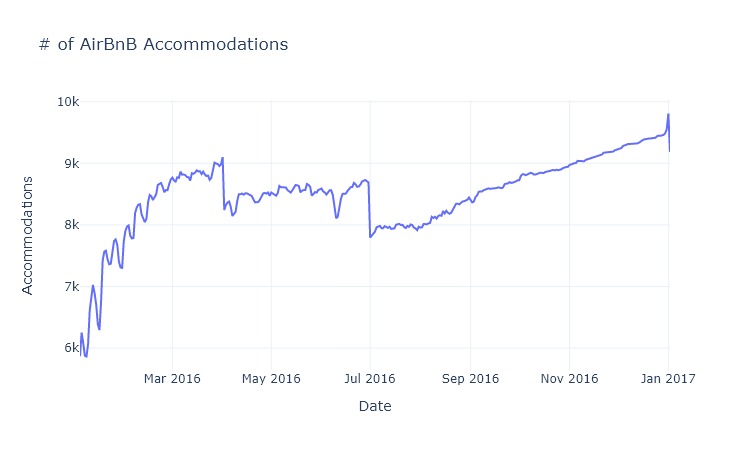 # of AirBnB Accommodations
10k
9k
8k
7k
6k
Accommodations
Mar 2016
May 2016
Jul 2016
Sep 2016
Nov 2016
Jan 2017
Date